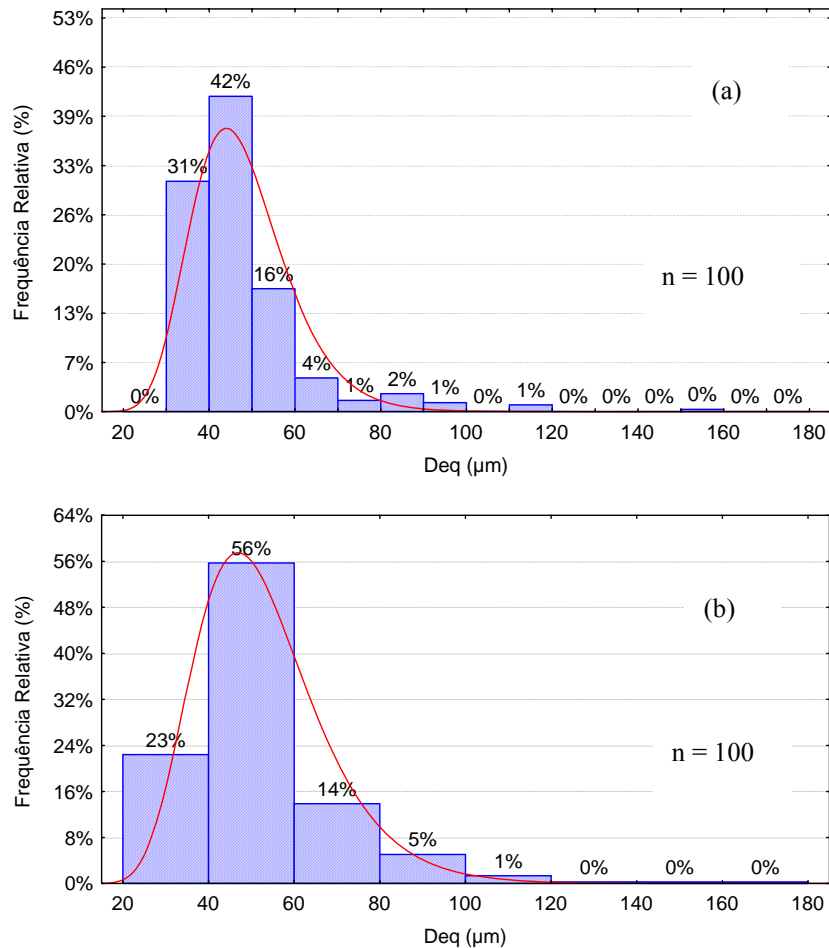 53%
46%
42%
(a)
39%
33%
31%
26%
20%
16%
n = 100
13%
7%
4%
0% 1% 2% 1% 0% 1% 0% 0% 0% 0% 0% 0%
0%
20 40 60 80 100 120 140 160 180
Deq (µm)
Frequência Relativa (%)
64%
56%
56%
48%
(b)
40%
32%
24%
23%
n = 100
16%
14%
8%
5%
1% 0% 0% 0%
0%
20 40 60 80 100 120 140 160 180
Deq (µm)
Frequência Relativa (%)